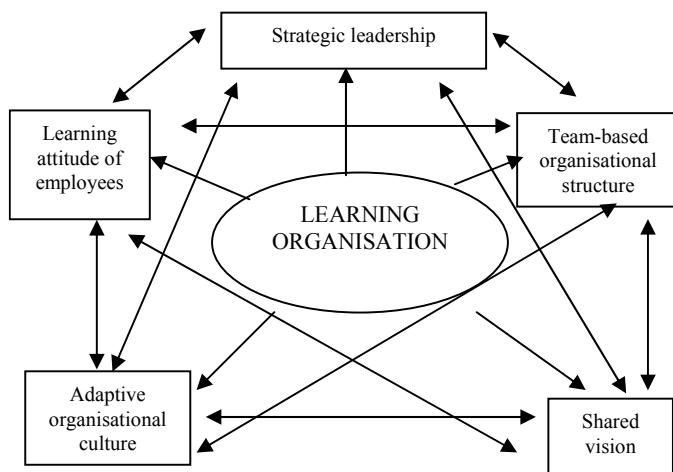 Strategic leadership
Learning
attitude of
employees
Team-based
organisational
structure
LEARNING
ORGANISATION
Adaptive
organisational
culture
Shared
vision